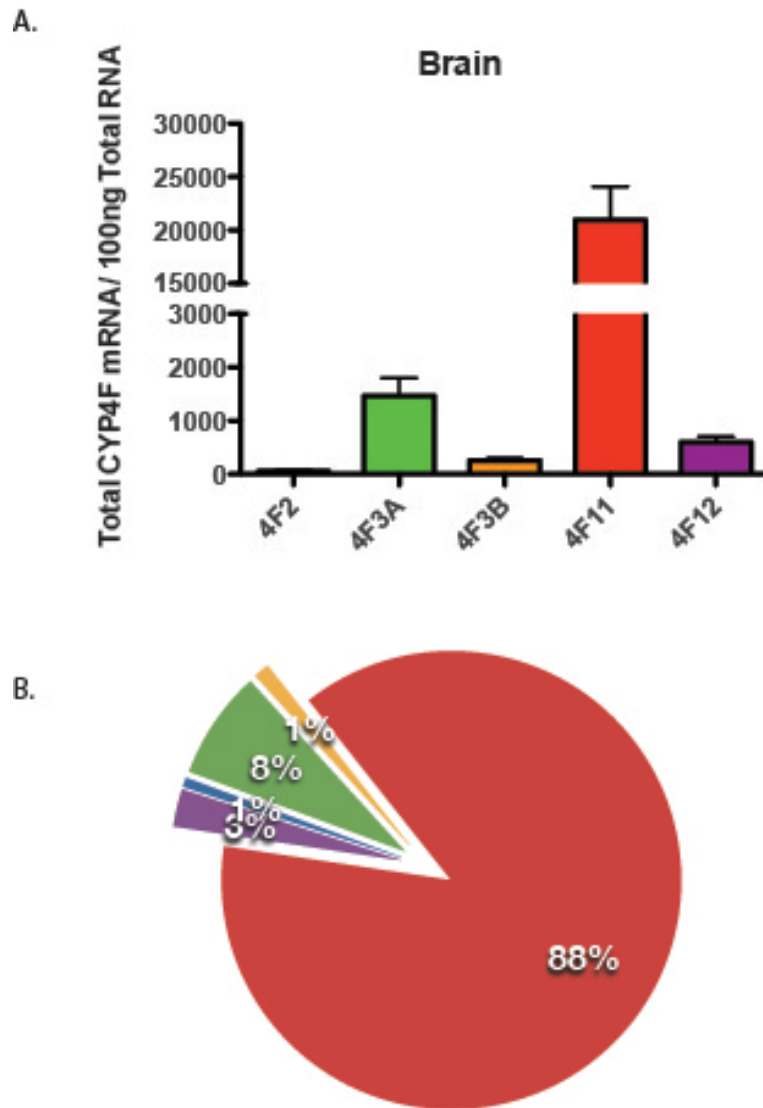 A.
Brain
Total CYP4F mRNA/ 100ng Total RNA
30000
25000
20000
15000
3000
2000
1000
0
4F2
4F3A
4F3B
4F11
4F12
B.
1%
8%
1%
3%
88%